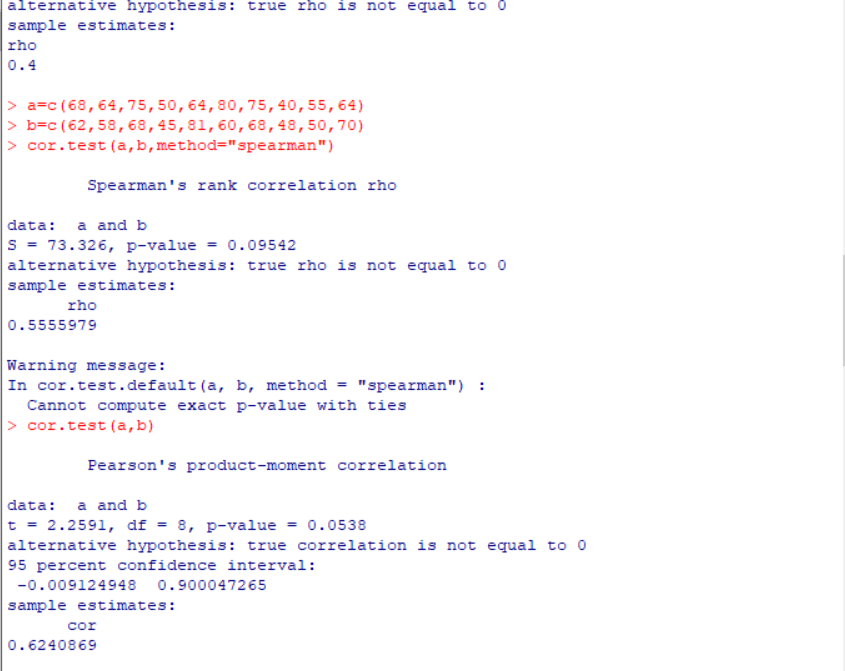 alternative hypothesis: true rho is not equal to 0
sample estimates:
rho
0.4
> a=c(68,64,75,50,64,80,75,40,55,64)
> b=c(62,58,68,45,81,60,68,48,50,70)
> cor.test(a,b,method="spearman")
Spearman's rank correlation rho
data:  a and b
S = 73.326, p-value = 0.09542
alternative hypothesis: true rho is not equal to 0
sample estimates:
rho
0.5555979
Warning message:
In cor.test.default(a, b, method = "spearman") :
Cannot compute exact p-value with ties
> cor.test(a,b)
Pearson's product-moment correlation
data:  a and b
t = 2.2591, df = 8, p-value = 0.0538
alternative hypothesis: true correlation is not equal to 0
95 percent confidence interval:
-0.009124948  0.900047265
sample estimates:
cor
0.6240869